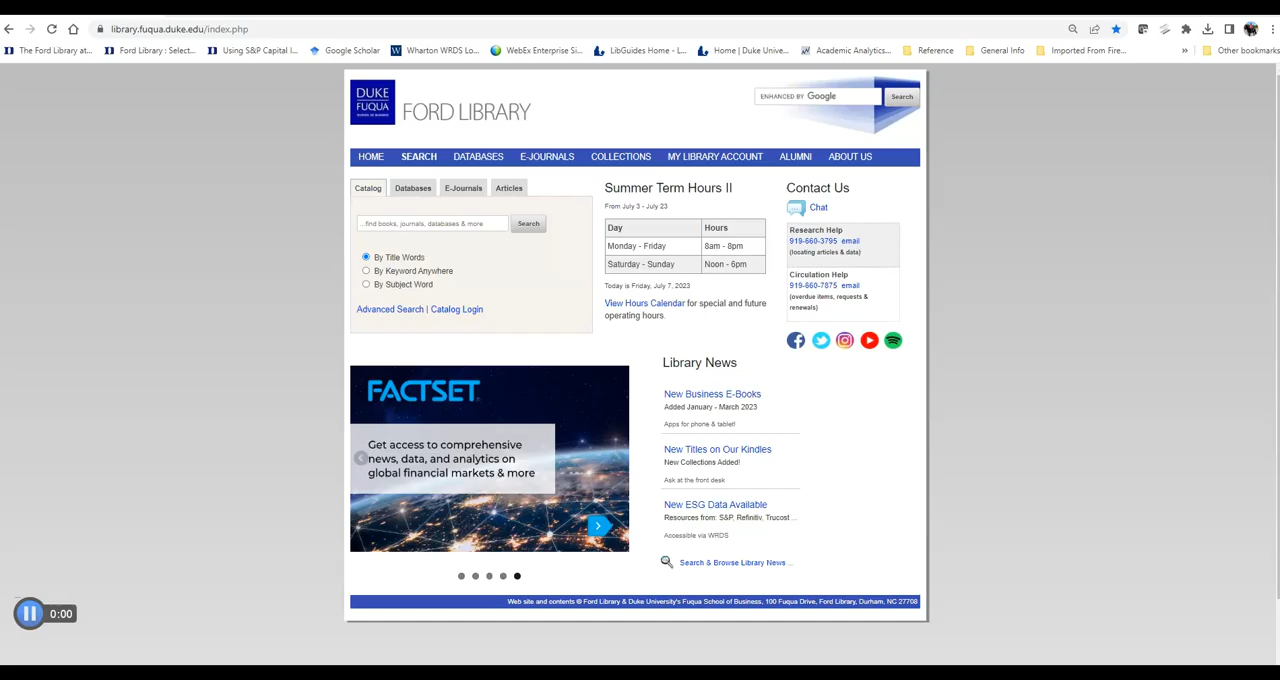 library.fuqua.duke.edu/index.php
The Ford Library at... Ford Library : Select... Using S&P Capital I... Google Scholar Wharton WRDS Lo... WebEx Enterprise Si... LibGuides Home - L... Home | Duke Unive... Academic Analytics... Reference General Info Imported From Fire... » Other bookmarks
DUKE
FUQUA
FORD LIBRARY
ENHANCED BY Google Search
HOME SEARCH DATABASES E-JOURNALS COLLECTIONS MY LIBRARY ACCOUNT ALUMNI ABOUT US
Catalog Databases E-Journals Articles
...find books, journals, databases & more Search
By Title Words
By Keyword Anywhere
By Subject Word
Advanced Search | Catalog Login
Summer Term Hours II
From July 3 - July 23
Day Hours
Monday - Friday 8am - 8pm
Saturday - Sunday Noon - 6pm
Today is Friday, July 7, 2023
View Hours Calendar for special and future
operating hours.
Contact Us
Chat
Research Help
919-660-3795 email
(locating articles & data)
Circulation Help
919-660-7875 email
(overdue items, requests &
renewals)
FACTSET
Get access to comprehensive
news, data, and analytics on
global financial markets & more
Library News
New Business E-Books
Added January - March 2023
Apps for phone & tablet!
New Titles on Our Kindles
New Collections Added!
Ask at the front desk
New ESG Data Available
Resources from: S&P, Refinitiv, Trucost ...
Accessible via WRDS
Search & Browse Library News ...
Web site and contents © Ford Library & Duke University's Fuqua School of Business, 100 Fuqua Drive, Ford Library, Durham, NC 27708
0:00